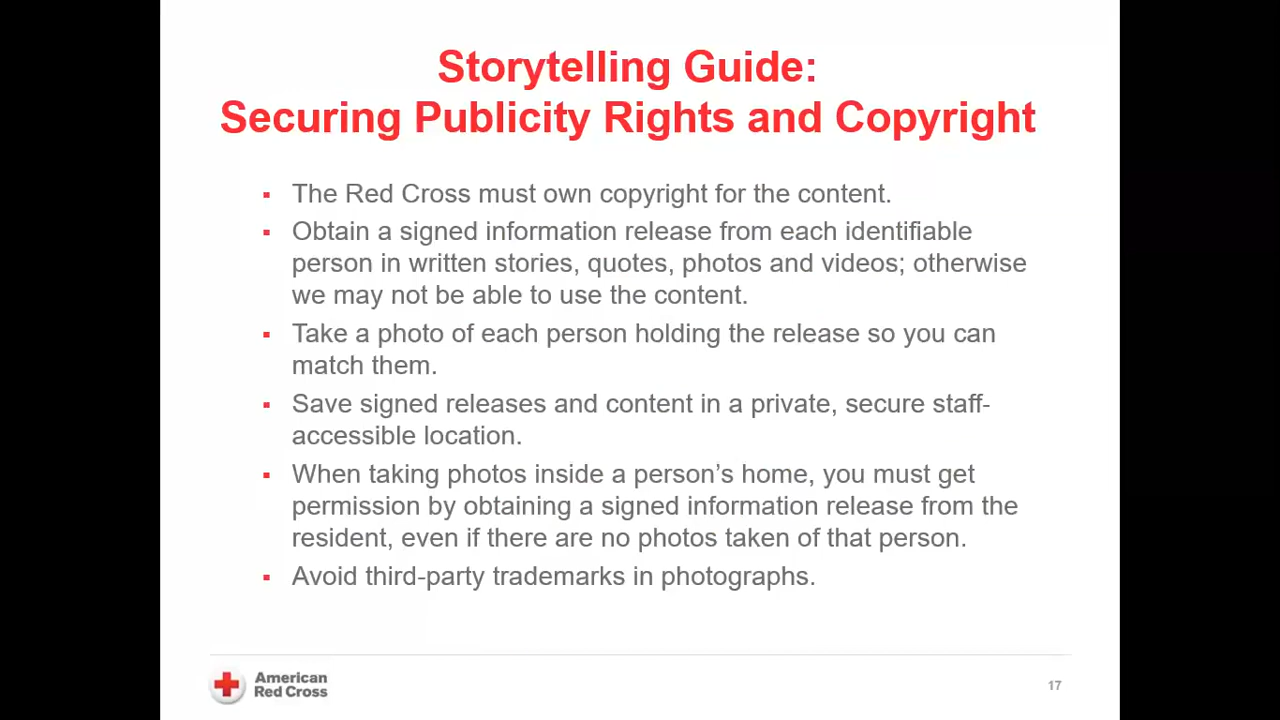 Storytelling Guide:
Securing Publicity Rights and Copyright
▪ The Red Cross must own copyright for the content.
▪ Obtain a signed information release from each identifiable
person in written stories, quotes, photos and videos; otherwise
we may not be able to use the content.
▪ Take a photo of each person holding the release so you can
match them.
▪ Save signed releases and content in a private, secure staff-
accessible location.
▪ When taking photos inside a person’s home, you must get
permission by obtaining a signed information release from the
resident, even if there are no photos taken of that person.
▪ Avoid third-party trademarks in photographs.
American
Red Cross
17